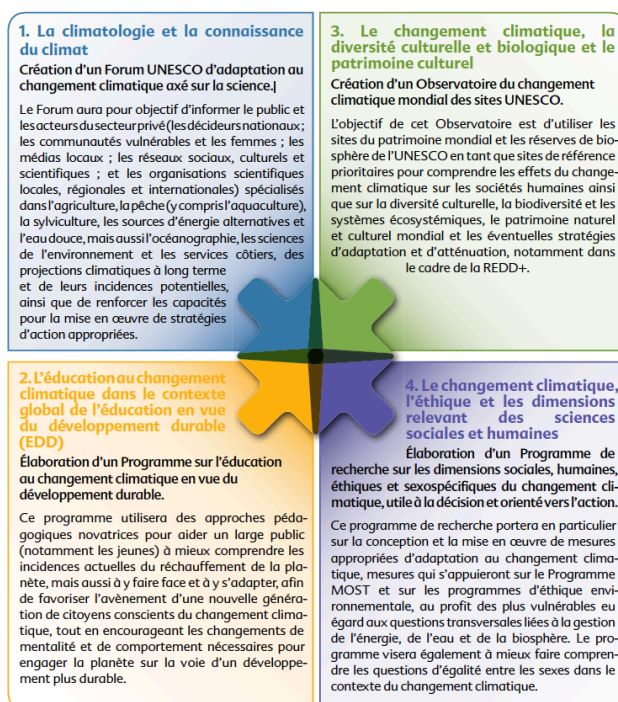 1. La climatologie et la connaissance
du climat
Création d'un Forum UNESCO d'adaptation au
changement climatique axé sur la science.|
Le Forum aura pour objectif d'informer le public et
les acteurs du secteur privé (les décideurs nationaux ;
les communautés vulnérables et les femmes ; les
médias locaux ; les réseaux sociaux, culturels et
scientifiques ; et les organisations scientifiques
locales, régionales et internationales) spécialisés
dans l'agriculture, la pêche (y compris l'aquaculture),
la sylviculture, les sources d'énergie alternatives et
l'eau douce, mais aussi l'océanographie, les sciences
de l'environnement et les services côtiers, des
projections climatiques à long terme
et de leurs incidences potentielles,
ainsi que de renforcer les capacités
pour la mise en œuvre de stratégies
d'action appropriées.
2. L'éducation au changement
climatique dans le contexte
global de l'éducation en vue
du développement durable
(EDD)
Élaboration d'un Programme sur l'éducation
au changement climatique en vue du
développement durable.
Ce programme utilisera des approches péda-
gogiques novatrices pour aider un large public
(notamment les jeunes) à mieux comprendre les
incidences actuelles du réchauffement de la pla-
nète, mais aussi à y faire face et à y s'adapter, afin
de favoriser l'avènement d'une nouvelle généra-
tion de citoyens conscients du changement clima-
tique, tout en encourageant les changements de
mentalité et de comportement nécessaires pour
engager la planète sur la voie d'un développe-
ment plus durable.
3. Le changement climatique, la
diversité culturelle et biologique et le
patrimoine culturel
Création d'un Observatoire du changement
climatique mondial des sites UNESCO.
L'objectif de cet Observatoire est d'utiliser les
sites du patrimoine mondial et les réserves de bio-
sphère de l'UNESCO en tant que sites de référence
prioritaires pour comprendre les effets du change-
ment climatique sur les sociétés humaines ainsi
que sur la diversité culturelle, la biodiversité et les
systèmes écosystémiques, le patrimoine naturel
et culturel mondial et les éventuelles stratégies
d'adaptation et d'atténuation, notamment dans
le cadre de la REDD+.
4. Le changement climatique,
l'éthique et les dimensions
relevant des sciences
sociales et humaines
Élaboration d'un Programme de
recherche sur les dimensions sociales, humaines,
éthiques et sexospécifiques du changement cli-
matique, utile à la décision et orienté vers l'action.
Ce programme de recherche portera en particulier
sur la conception et la mise en œuvre de mesures
appropriées d'adaptation au changement clima-
tique, mesures qui s'appuieront sur le Programme
MOST et sur les programmes d'éthique envi-
ronnementale, au profit des plus vulnérables eu
égard aux questions transversales liées à la gestion
de l'énergie, de l'eau et de la biosphère. Le pro-
gramme visera également à mieux faire compren-
dre les questions d'égalité entre les sexes dans le
contexte du changement climatique.